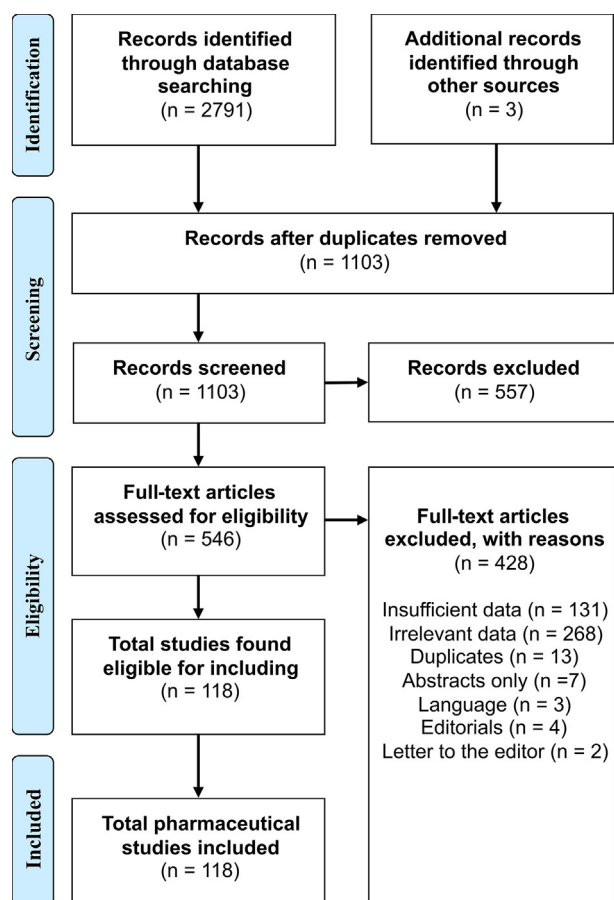 Identification
Records identified
through database
searching
(n = 2791)
Additional records
identified through
other sources
(n = 3)
Screening
Records after duplicates removed
(n = 1103)
Records screened
(n = 1103)
Records excluded
(n = 557)
Eligibility
Full-text articles
assessed for eligibility
(n = 546)
Full-text articles
excluded, with reasons
(n = 428)
Insufficient data (n = 131)
Irrelevant data (n = 268)
Duplicates (n = 13)
Abstracts only (n =7)
Language (n = 3)
Editorials (n = 4)
Letter to the editor (n = 2)
Total studies found
eligible for including
(n = 118)
Included
Total pharmaceutical
studies included
(n = 118)